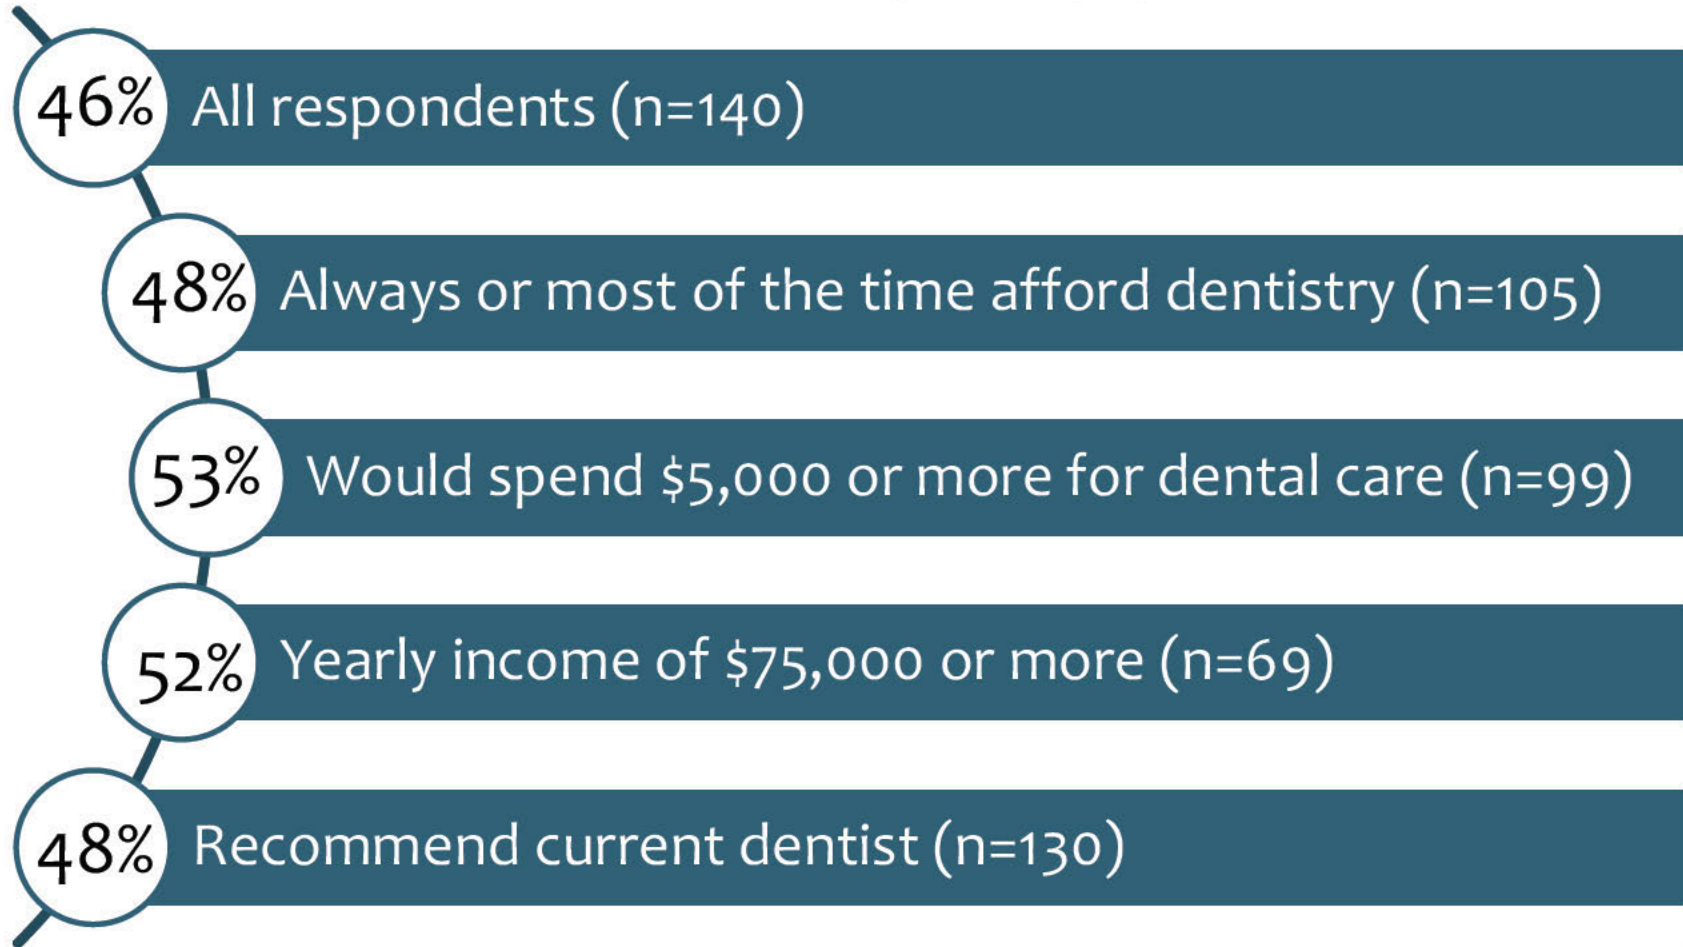 46% All respondents (n=140)
48% Always or most of the time afford dentistry (n=105)
53% Would spend $5,000 or more for dental care (n=99)
52% Yearly income of $75,000 or more (n=69)
48% Recommend current dentist (n=130)